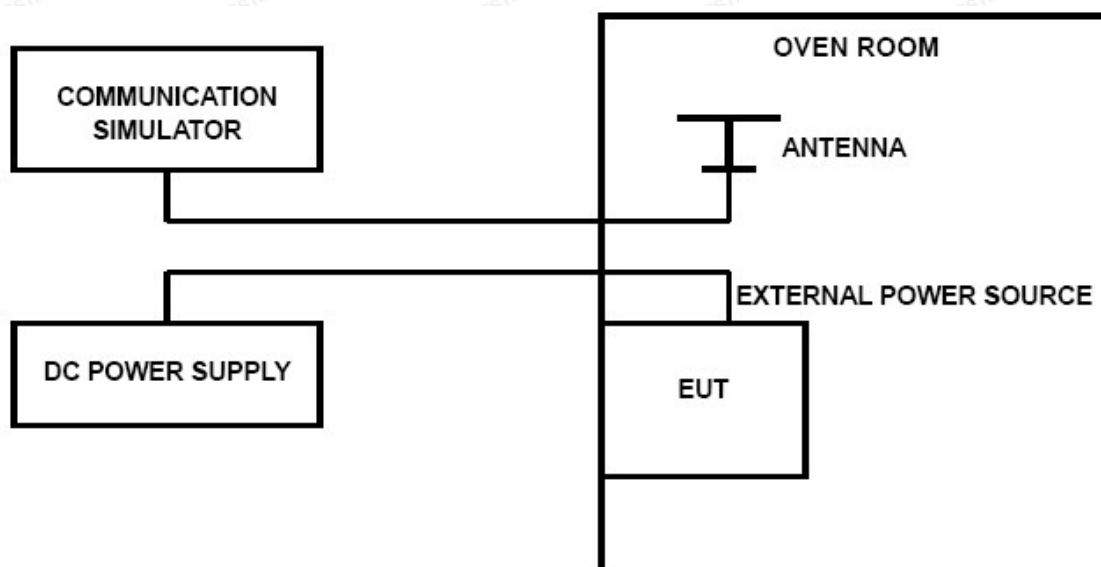 OVEN ROOM
COMMUNICATION
SIMULATOR
ANTENNA
EXTERNAL POWER SOURCE
DC POWER SUPPLY
EUT